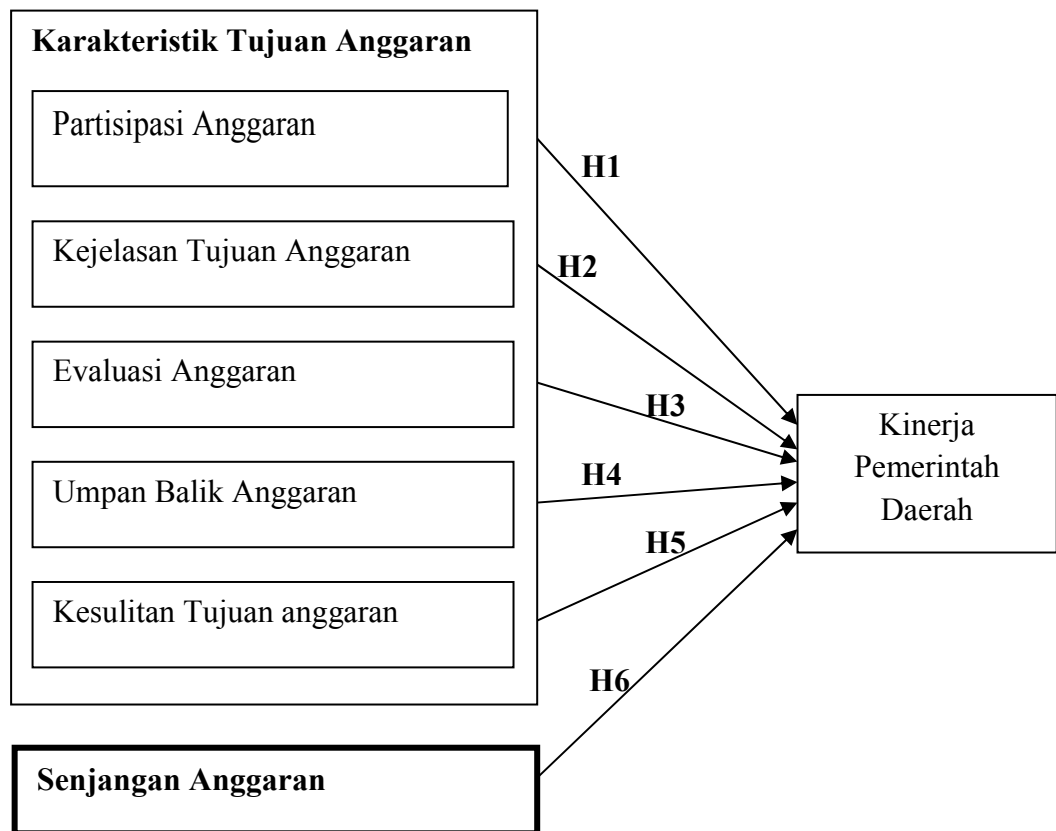 Karakteristik Tujuan Anggaran
Partisipasi Anggaran
H1
Kejelasan Tujuan Anggaran
H2
Evaluasi Anggaran
H3
Kinerja
Pemerintah
Daerah
Umpan Balik Anggaran
H4
H5
Kesulitan Tujuan anggaran
H6
Senjangan Anggaran